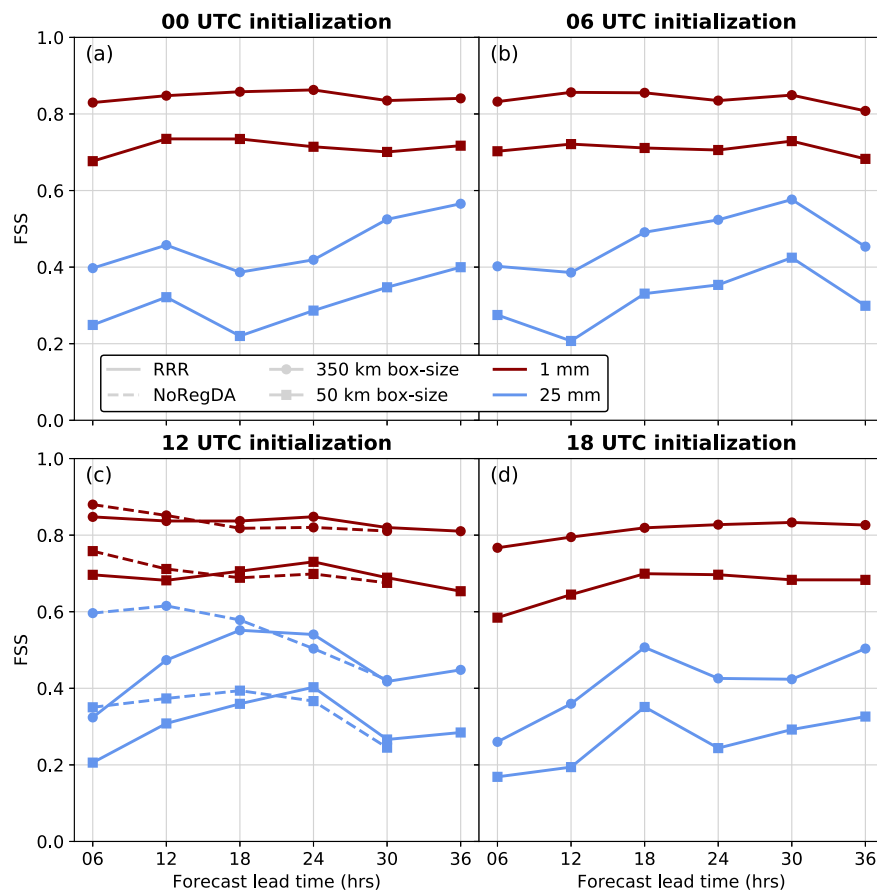 00 UTC initialization
06 UTC initialization
(a)
(b)
1.0
0.8
0.6
0.4
0.2
0.0
FSS
RRR
NoRegDA
350 km box-size
50 km box-size
1 mm
25 mm
12 UTC initialization
18 UTC initialization
(c)
(d)
1.0
0.8
0.6
0.4
0.2
0.0
FSS
06 12 18 24 30 36
06 12 18 24 30 36
Forecast lead time (hrs)
Forecast lead time (hrs)